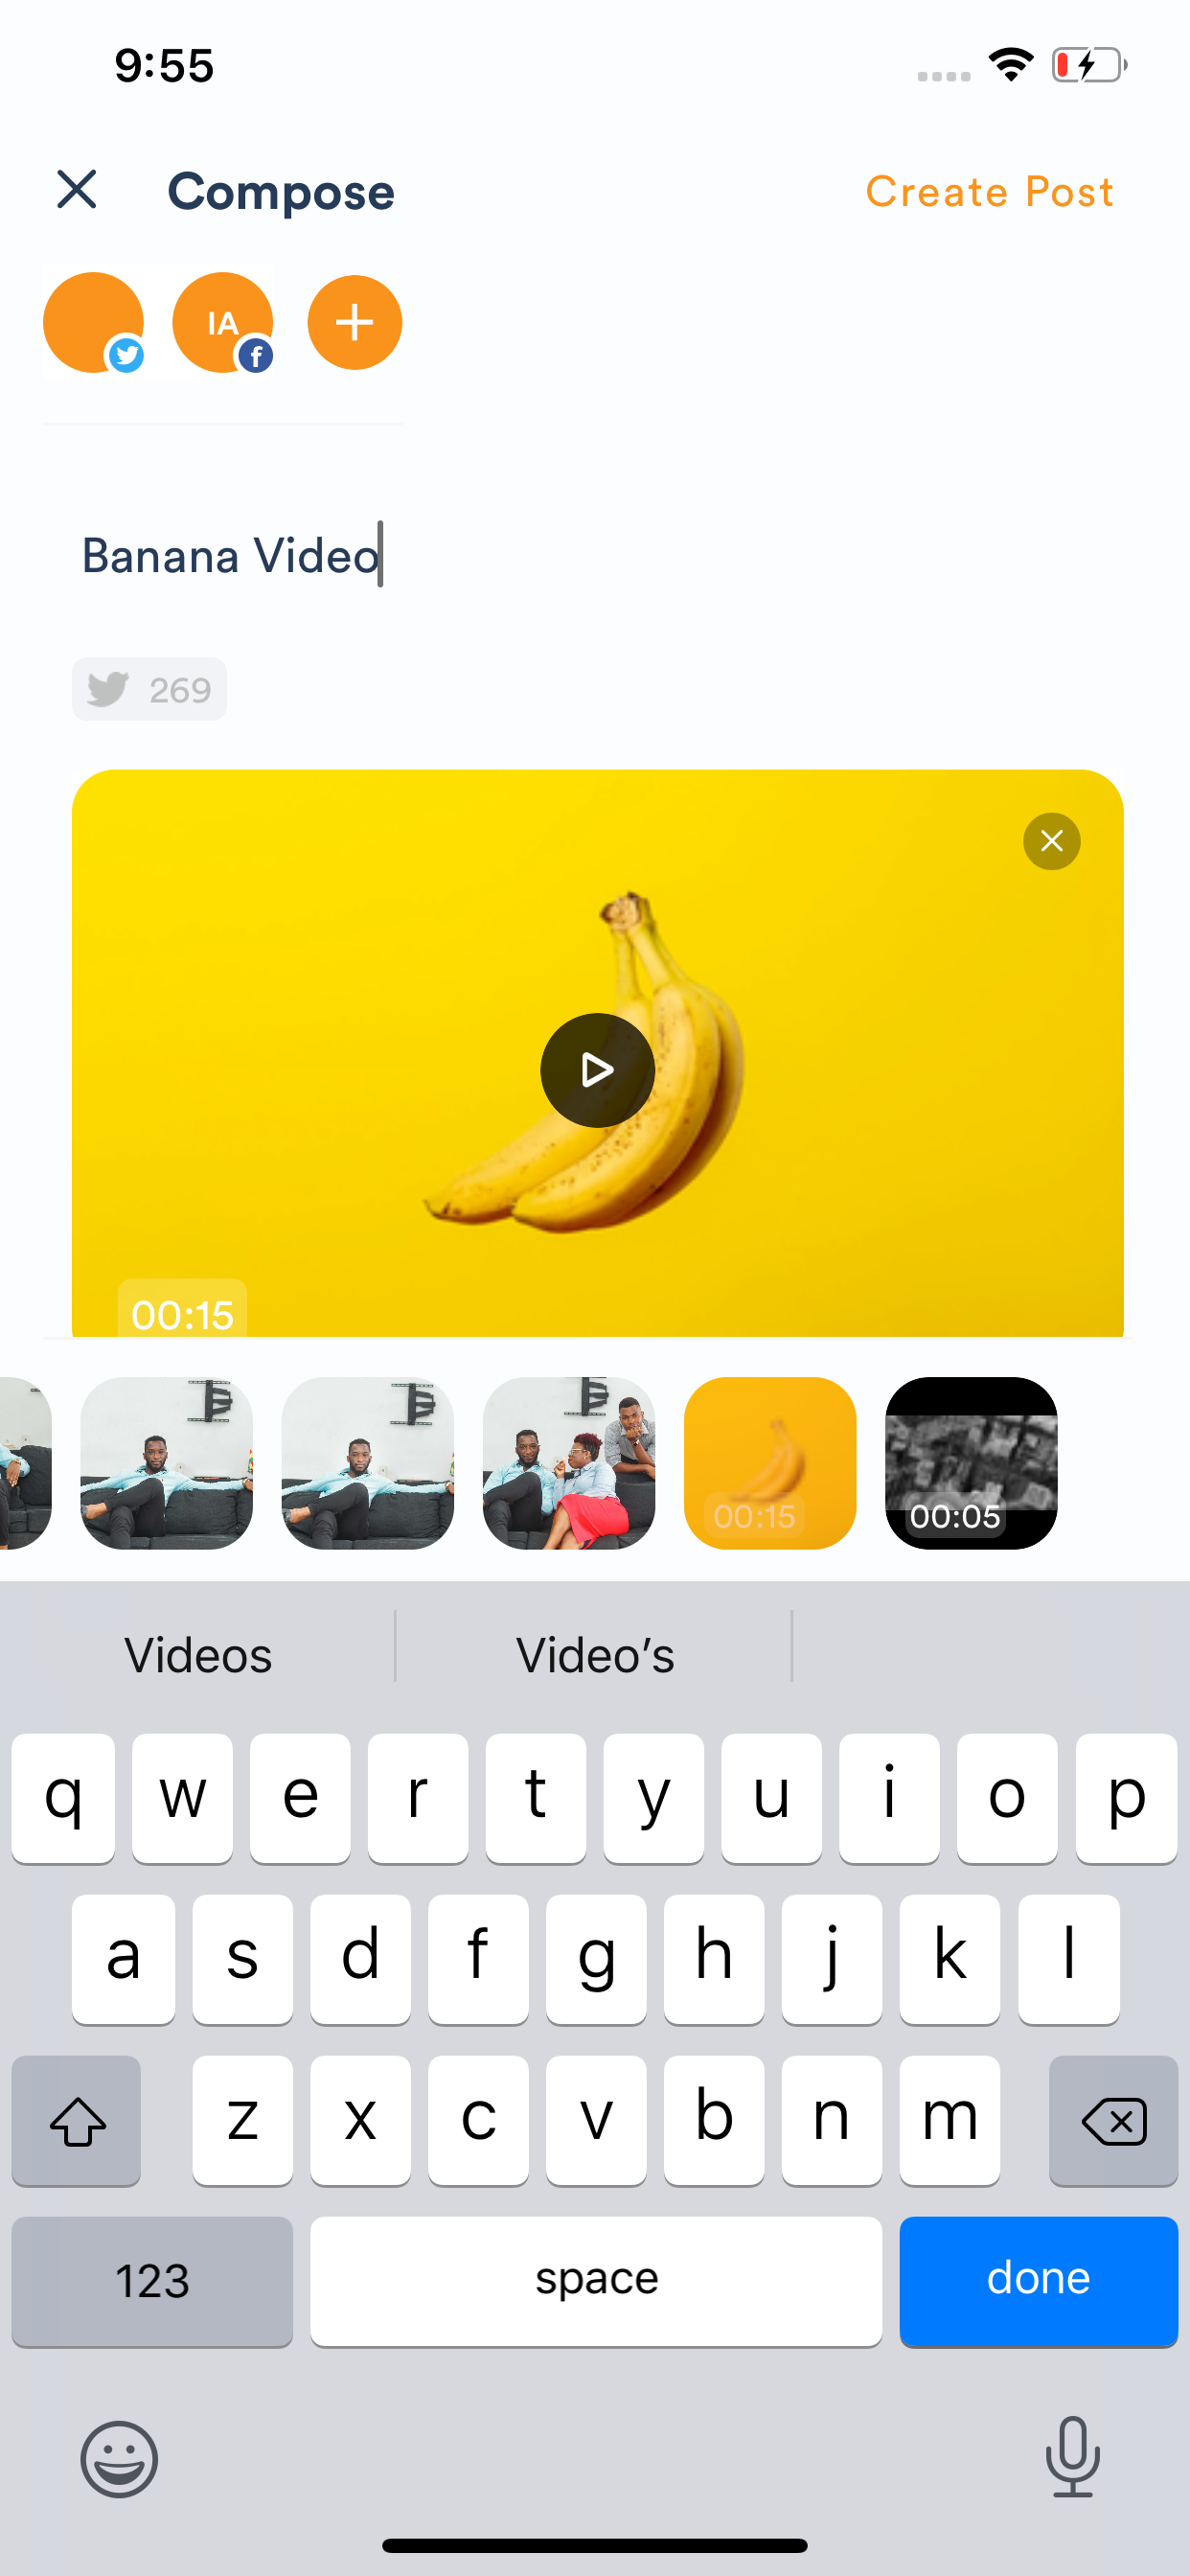 9:55
Compose
Create Post
IA
Banana Video
269
00:15
00:15
00:05
Videos
Video’s
q w e r t y u i o p
a s d f g h j k l
z x c v b n m
123
space
done